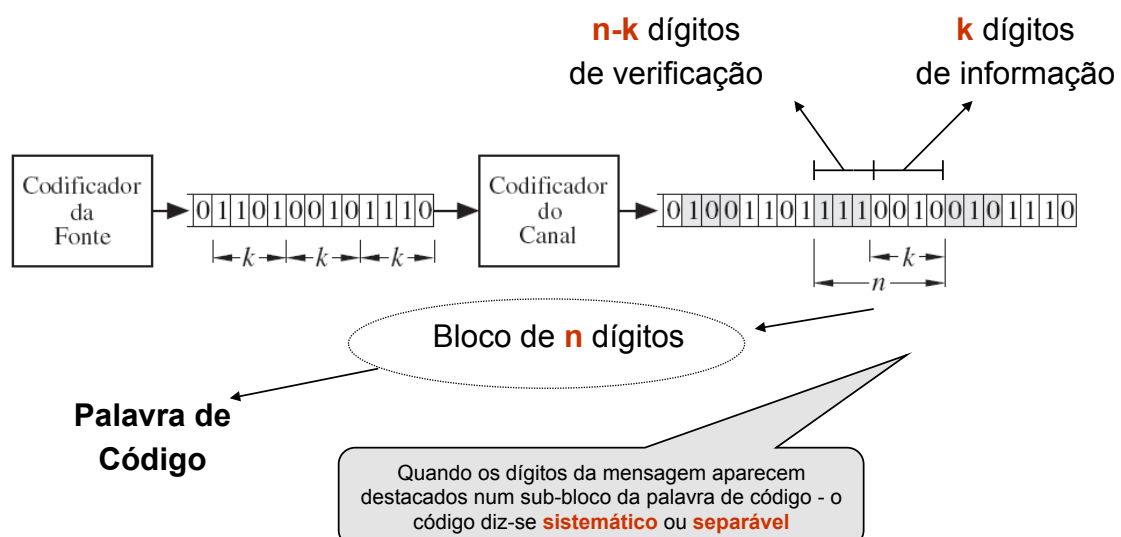 n-k dígitos
de verificação
k dígitos
de informação
Codificador
da
Fonte
0 1 1 0 1 0 0 1 0 1 1 1 0
k k k
Codificador
do
Canal
0 1 0 0 1 1 0 1 1 1 1 0 0 1 0 0 0 1 0 1 1 1 0
k
n
Bloco de n dígitos
Palavra de
Código
Quando os dígitos da mensagem aparecem
destacados num sub-bloco da palavra de código - o
código diz-se sistemático ou separável